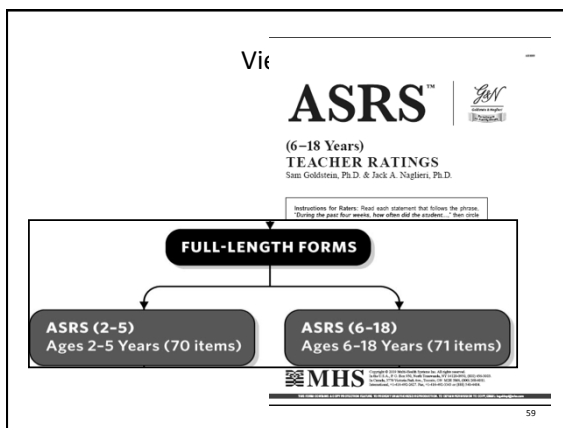 Vie
ASRS™
G&N
(6–18 Years)
TEACHER RATINGS
Sam Goldstein, Ph.D. & Jack A. Naglieri, Ph.D.
Instructions for Raters: Read each statement that follows the phrase,
"During the past four weeks, how often did the student...," then circle
FULL-LENGTH FORMS
ASRS (2–5)
Ages 2–5 Years (70 items)
ASRS (6–18)
Ages 6–18 Years (71 items)
MHS
59